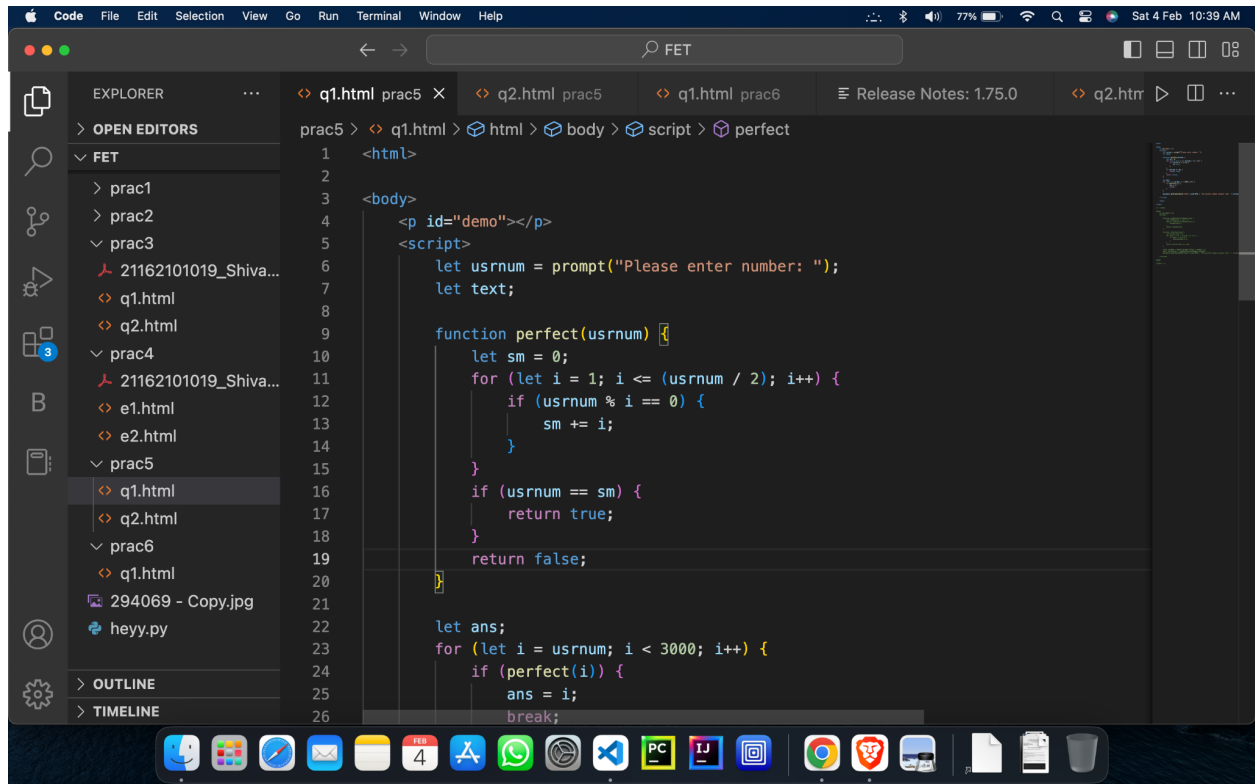 Code File Edit Selection View Go Run Terminal Window Help 77% Sat 4 Feb 10:39 AM
FET
EXPLORER ···
q1.html prac5 q2.html prac5 q1.html prac6 Release Notes: 1.75.0 q2.htm
OPEN EDITORS
FET
prac1
prac2
prac3
21162101019_Shiva...
q1.html
q2.html
prac4
21162101019_Shiva...
e1.html
e2.html
prac5
q1.html
q2.html
prac6
q1.html
294069 - Copy.jpg
heyy.py
OUTLINE
TIMELINE
3
B
prac5 > q1.html > html > body > script > perfect
1 <html>
2
3 <body>
4     <p id="demo"></p>
5     <script>
6         let usrnum = prompt("Please enter number: ");
7         let text;
8
9         function perfect(usrnum) {
10             let sm = 0;
11             for (let i = 1; i <= (usrnum / 2); i++) {
12                 if (usrnum % i == 0) {
13                     sm += i;
14                 }
15             }
16             if (usrnum == sm) {
17                 return true;
18             }
19             return false;
20         }
21
22         let ans;
23         for (let i = usrnum; i < 3000; i++) {
24             if (perfect(i)) {
25                 ans = i;
26                 break;
FEB
4
PC
IJ